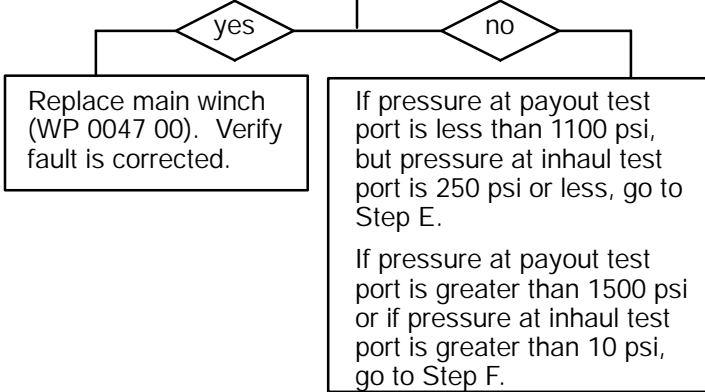 yes
no
Replace main winch
(WP 0047 00).  Verify
fault is corrected.
If pressure at payout test
port is less than 1100 psi,
but pressure at inhaul test
port is 250 psi or less, go to
Step E.
If pressure at payout test
port is greater than 1500 psi
or if pressure at inhaul test
port is greater than 10 psi,
go to Step F.